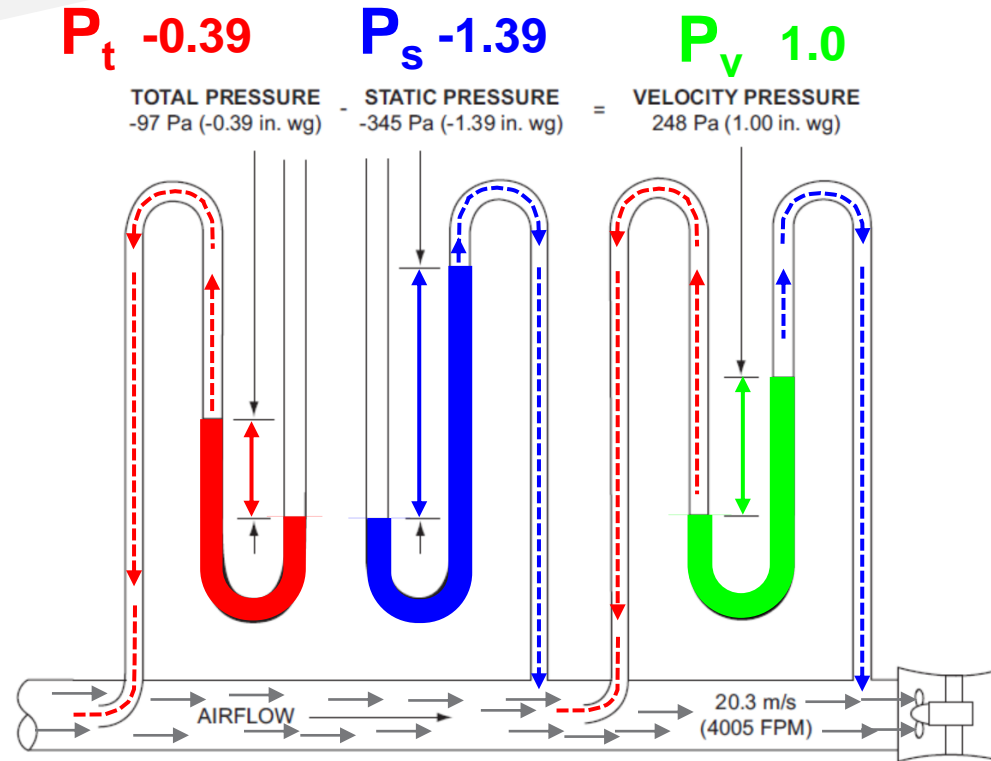 Pt -0.39
Ps -1.39
Pv 1.0
TOTAL PRESSURE - STATIC PRESSURE = VELOCITY PRESSURE
-97 Pa (-0.39 in. wg) -345 Pa (-1.39 in. wg) 248 Pa (1.00 in. wg)
AIRFLOW
20.3 m/s
(4005 FPM)